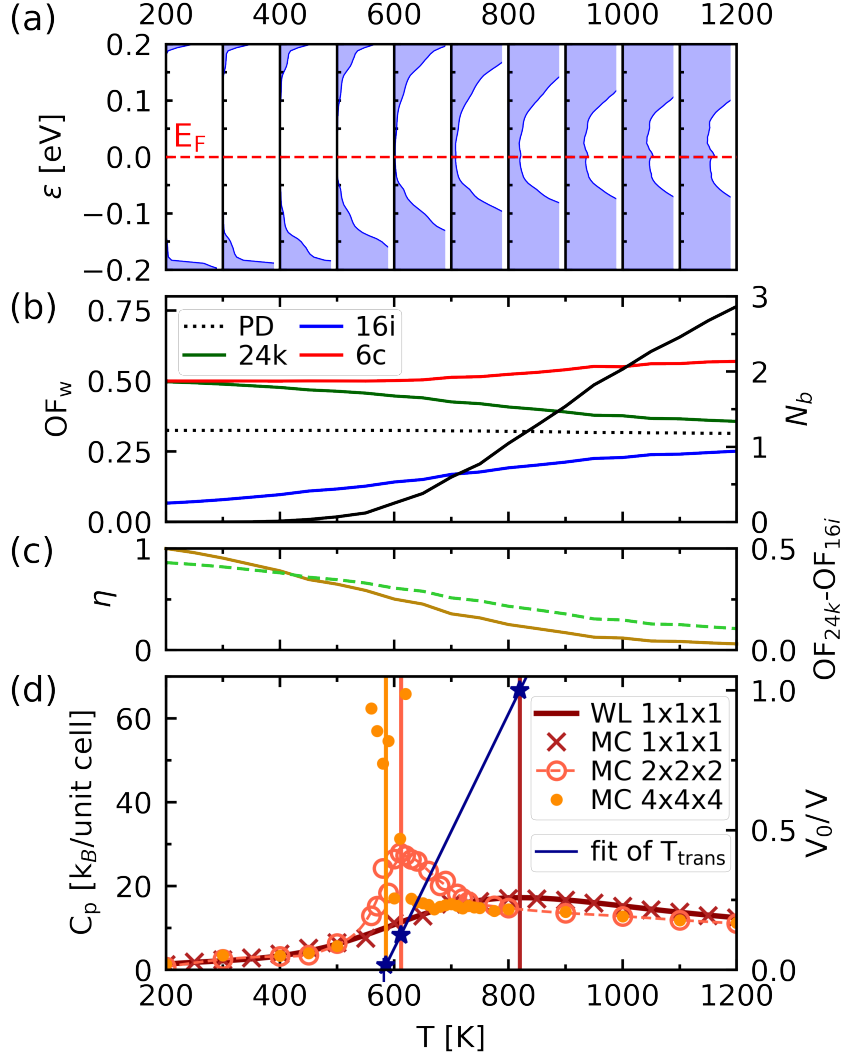 (a)
200 400 600 800 1000 1200
0.2
0.1
0.0
−0.1
−0.2
ε [eV]
E_F
(b)
0.75
0.50
0.25
0.00
OF_w
PD
24k
16i
6c
3
2
1
0
N_b
(c)
1
0
η
0.5
0.0
OF_24k-OF_16i
(d)
60
40
20
0
C_p [k_B/unit cell]
WL 1x1x1
MC 1x1x1
MC 2x2x2
MC 4x4x4
fit of T_trans
1.0
0.5
0.0
V_0/V
200 400 600 800 1000 1200
T [K]